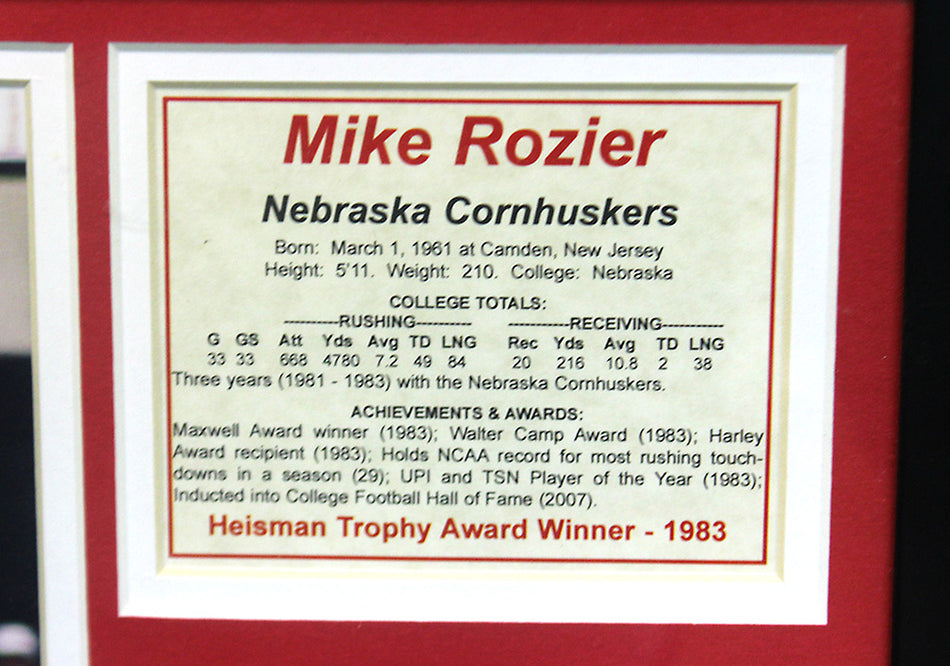 Mike Rozier
Nebraska Cornhuskers
Born: March 1, 1961 at Camden, New Jersey
Height: 5'11. Weight: 210. College: Nebraska
COLLEGE TOTALS:
----------RUSHING---------- -----------RECEIVING-----------
G GS Att Yds Avg TD LNG Rec Yds Avg TD LNG
33 33 668 4780 7.2 49 84 20 216 10.8 2 38
Three years (1981 - 1983) with the Nebraska Cornhuskers.
ACHIEVEMENTS & AWARDS:
Maxwell Award winner (1983); Walter Camp Award (1983); Harley
Award recipient (1983); Holds NCAA record for most rushing touch-
downs in a season (29); UPI and TSN Player of the Year (1983);
Inducted into College Football Hall of Fame (2007).
Heisman Trophy Award Winner - 1983